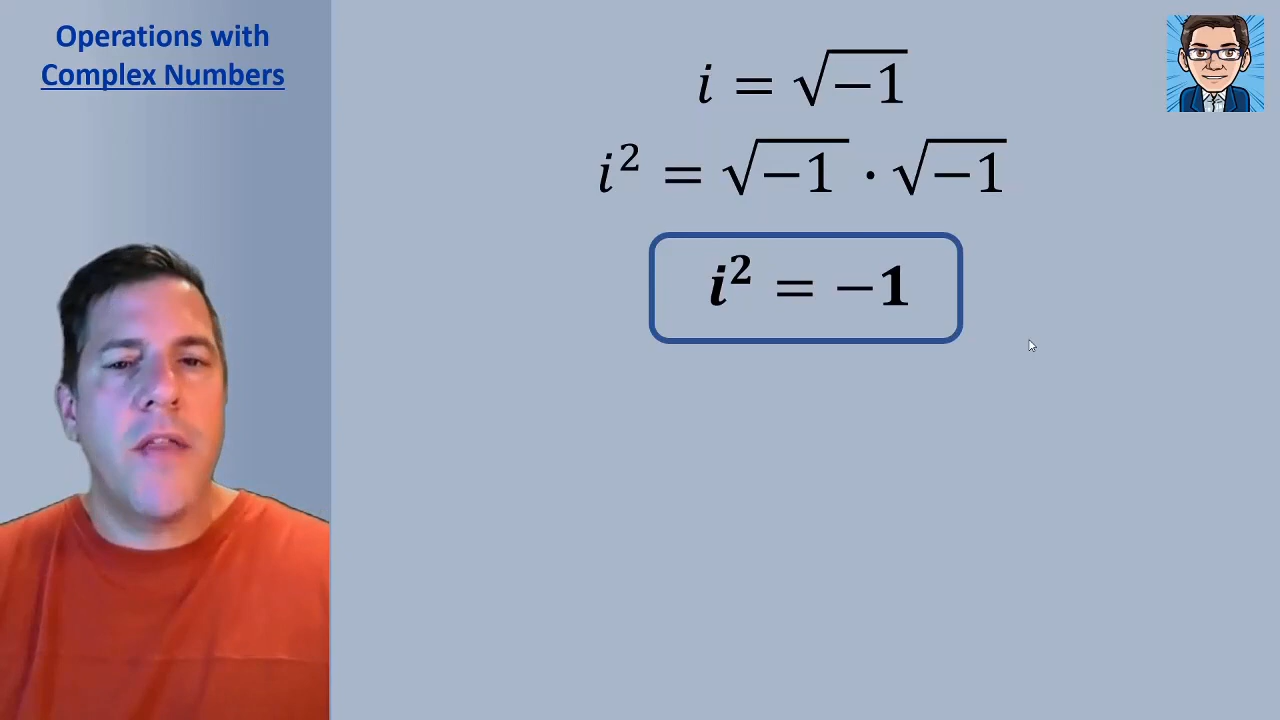 Operations with
Complex Numbers
i = √−1
i² = √−1 · √−1
i² = −1